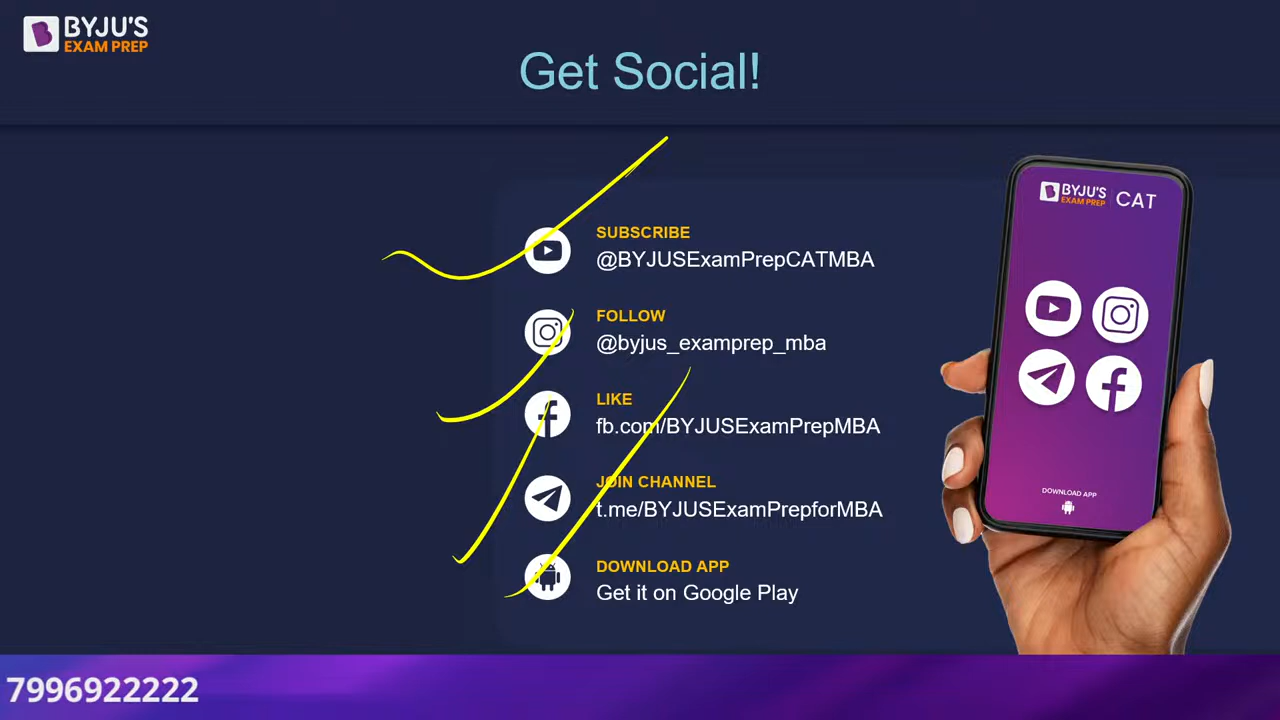 BYJU'S
EXAM PREP
Get Social!
SUBSCRIBE
@BYJUSExamPrepCATMBA
FOLLOW
@byjus_examprep_mba
LIKE
fb.com/BYJUSExamPrepMBA
JOIN CHANNEL
t.me/BYJUSExamPrepforMBA
DOWNLOAD APP
Get it on Google Play
BYJU'S
EXAM PREP
CAT
DOWNLOAD APP
7996922222